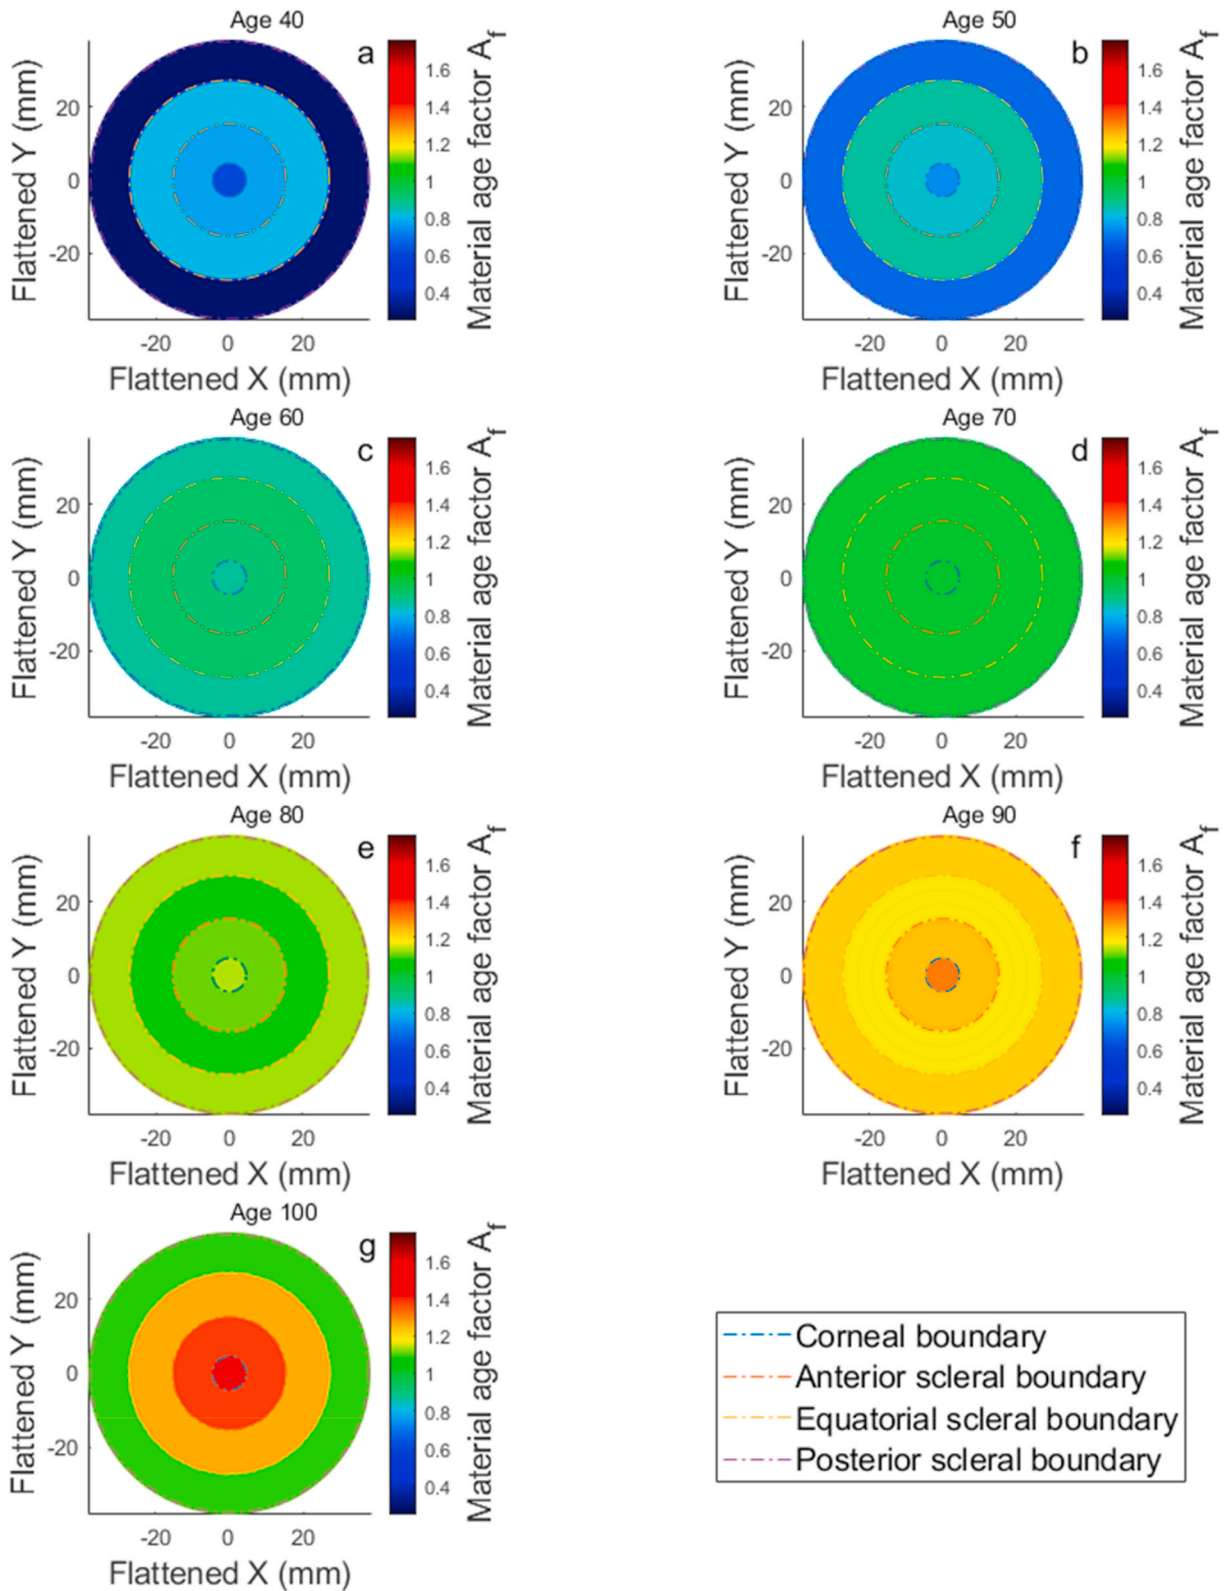 Age 40
a
Flattened Y (mm)
20
0
-20
-20 0 20
Flattened X (mm)
1.6
1.4
1.2
1
0.8
0.6
0.4
Material age factor A_f
Age 50
b
Flattened Y (mm)
20
0
-20
-20 0 20
Flattened X (mm)
1.6
1.4
1.2
1
0.8
0.6
0.4
Material age factor A_f
Age 60
c
Flattened Y (mm)
20
0
-20
-20 0 20
Flattened X (mm)
1.6
1.4
1.2
1
0.8
0.6
0.4
Material age factor A_f
Age 70
d
Flattened Y (mm)
20
0
-20
-20 0 20
Flattened X (mm)
1.6
1.4
1.2
1
0.8
0.6
0.4
Material age factor A_f
Age 80
e
Flattened Y (mm)
20
0
-20
-20 0 20
Flattened X (mm)
1.6
1.4
1.2
1
0.8
0.6
0.4
Material age factor A_f
Age 90
f
Flattened Y (mm)
20
0
-20
-20 0 20
Flattened X (mm)
1.6
1.4
1.2
1
0.8
0.6
0.4
Material age factor A_f
Age 100
g
Flattened Y (mm)
20
0
-20
-20 0 20
Flattened X (mm)
1.6
1.4
1.2
1
0.8
0.6
0.4
Material age factor A_f
Corneal boundary
Anterior scleral boundary
Equatorial scleral boundary
Posterior scleral boundary